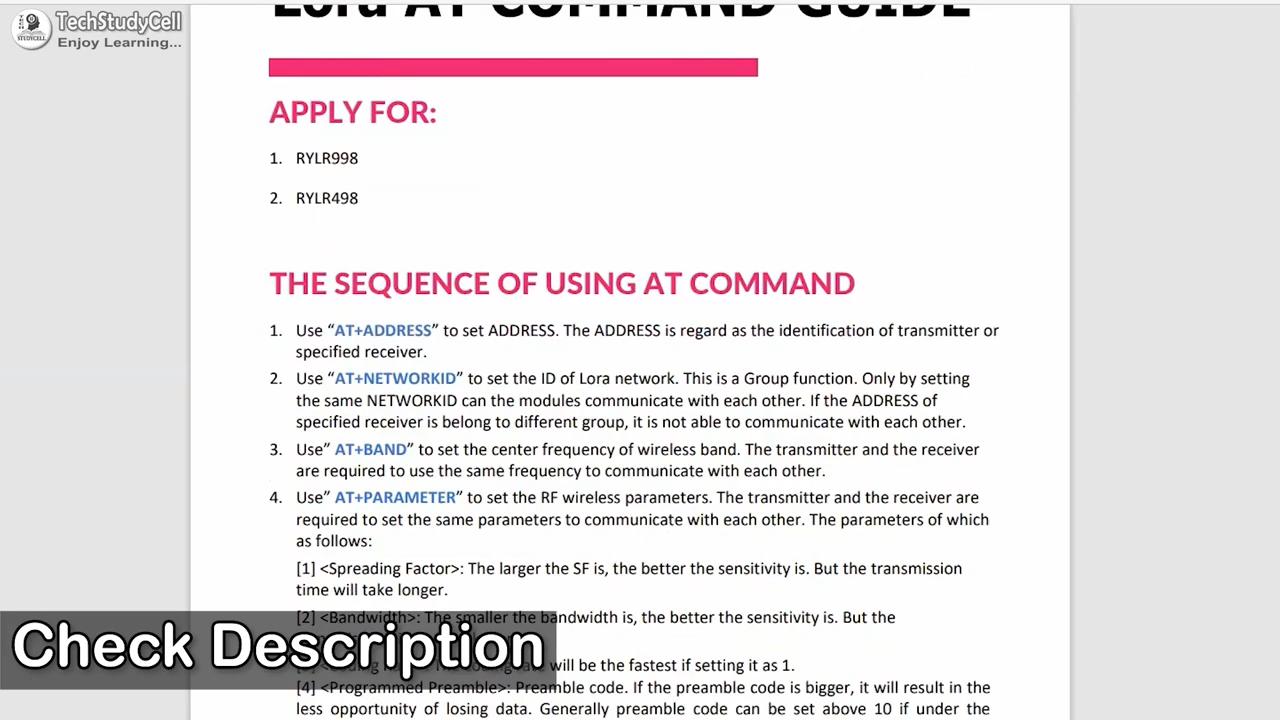 TechStudyCell
STUDYCELL
Enjoy Learning...
Lora AT COMMAND GUIDE
APPLY FOR:
1. RYLR998
2. RYLR498
THE SEQUENCE OF USING AT COMMAND
1. Use “AT+ADDRESS” to set ADDRESS. The ADDRESS is regard as the identification of transmitter or
specified receiver.
2. Use “AT+NETWORKID” to set the ID of Lora network. This is a Group function. Only by setting
the same NETWORKID can the modules communicate with each other. If the ADDRESS of
specified receiver is belong to different group, it is not able to communicate with each other.
3. Use” AT+BAND” to set the center frequency of wireless band. The transmitter and the receiver
are required to use the same frequency to communicate with each other.
4. Use” AT+PARAMETER” to set the RF wireless parameters. The transmitter and the receiver are
required to set the same parameters to communicate with each other. The parameters of which
as follows:
[1] <Spreading Factor>: The larger the SF is, the better the sensitivity is. But the transmission
time will take longer.
[2] <Bandwidth>: The smaller the bandwidth is, the better the sensitivity is. But the
Check Description
will be the fastest if setting it as 1.
[4] <Programmed Preamble>: Preamble code. If the preamble code is bigger, it will result in the
less opportunity of losing data. Generally preamble code can be set above 10 if under the